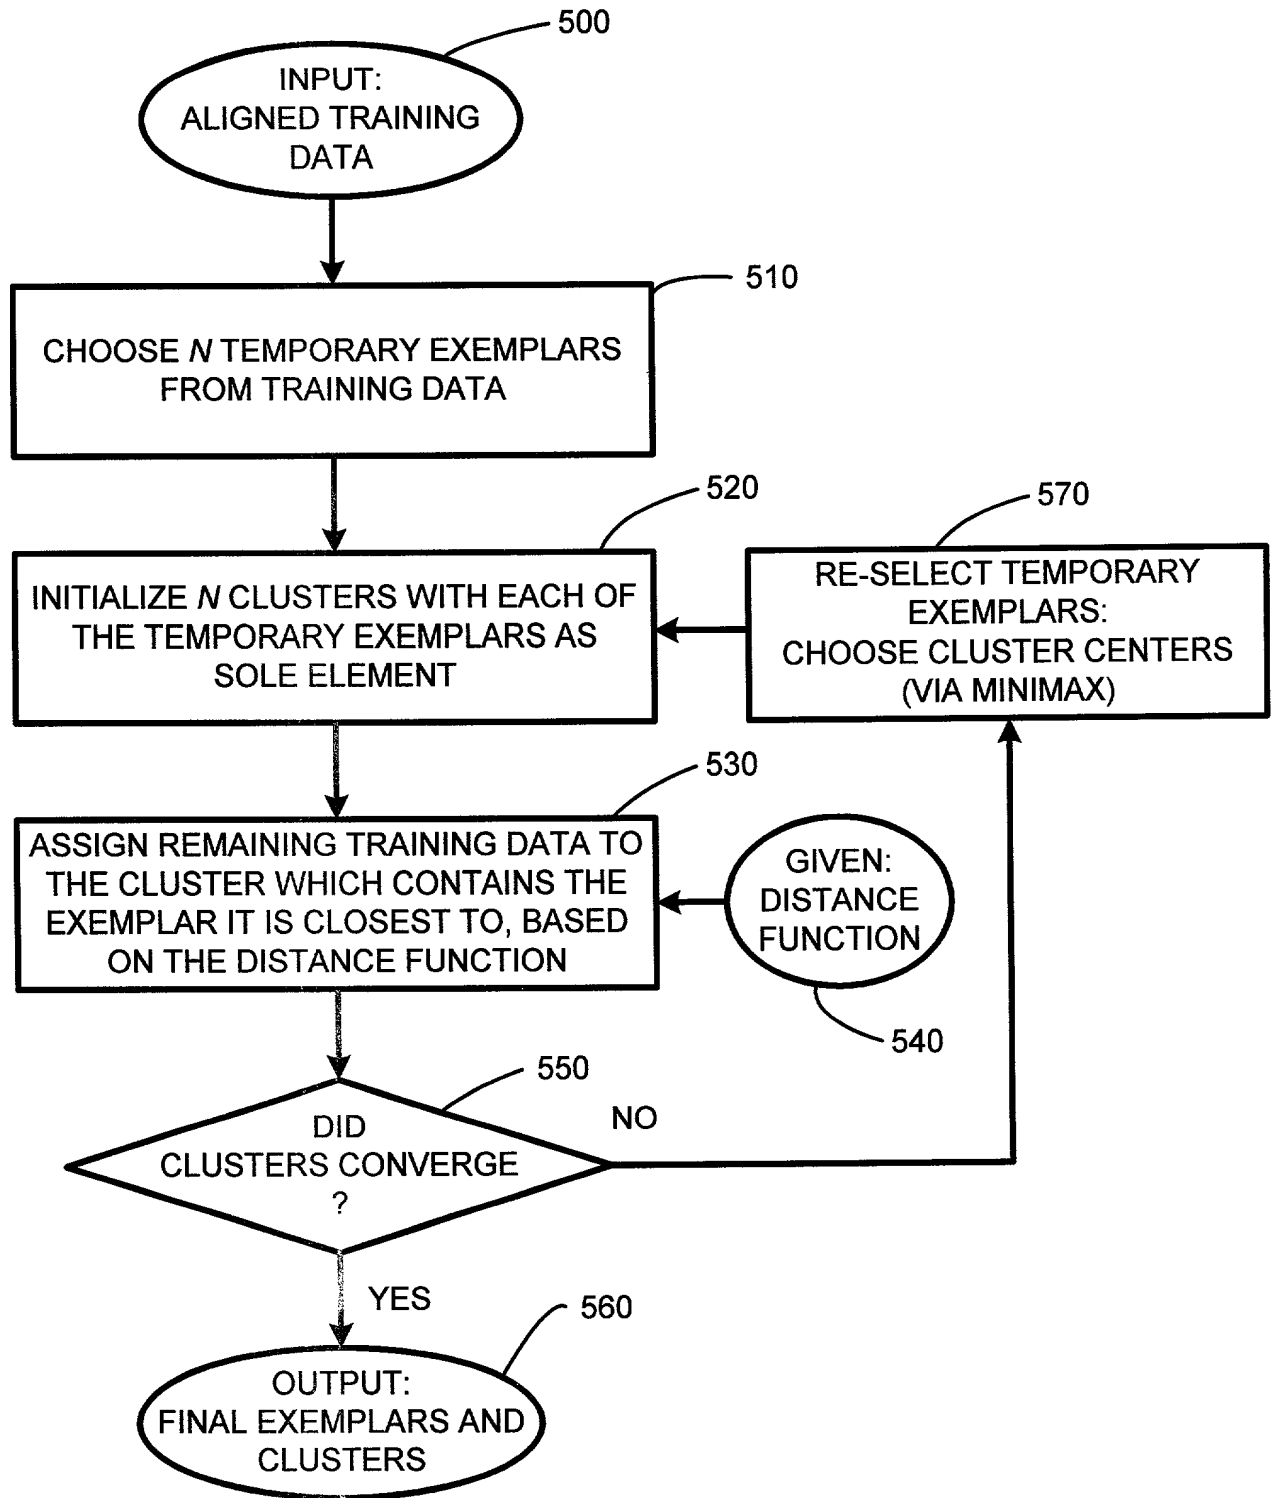 500
INPUT:
ALIGNED TRAINING
DATA
510
CHOOSE N TEMPORARY EXEMPLARS
FROM TRAINING DATA
520
INITIALIZE N CLUSTERS WITH EACH OF
THE TEMPORARY EXEMPLARS AS
SOLE ELEMENT
570
RE-SELECT TEMPORARY
EXEMPLARS:
CHOOSE CLUSTER CENTERS
(VIA MINIMAX)
530
ASSIGN REMAINING TRAINING DATA TO
THE CLUSTER WHICH CONTAINS THE
EXEMPLAR IT IS CLOSEST TO, BASED
ON THE DISTANCE FUNCTION
GIVEN:
DISTANCE
FUNCTION
540
550
DID
CLUSTERS CONVERGE
?
NO
YES
560
OUTPUT:
FINAL EXEMPLARS AND
CLUSTERS